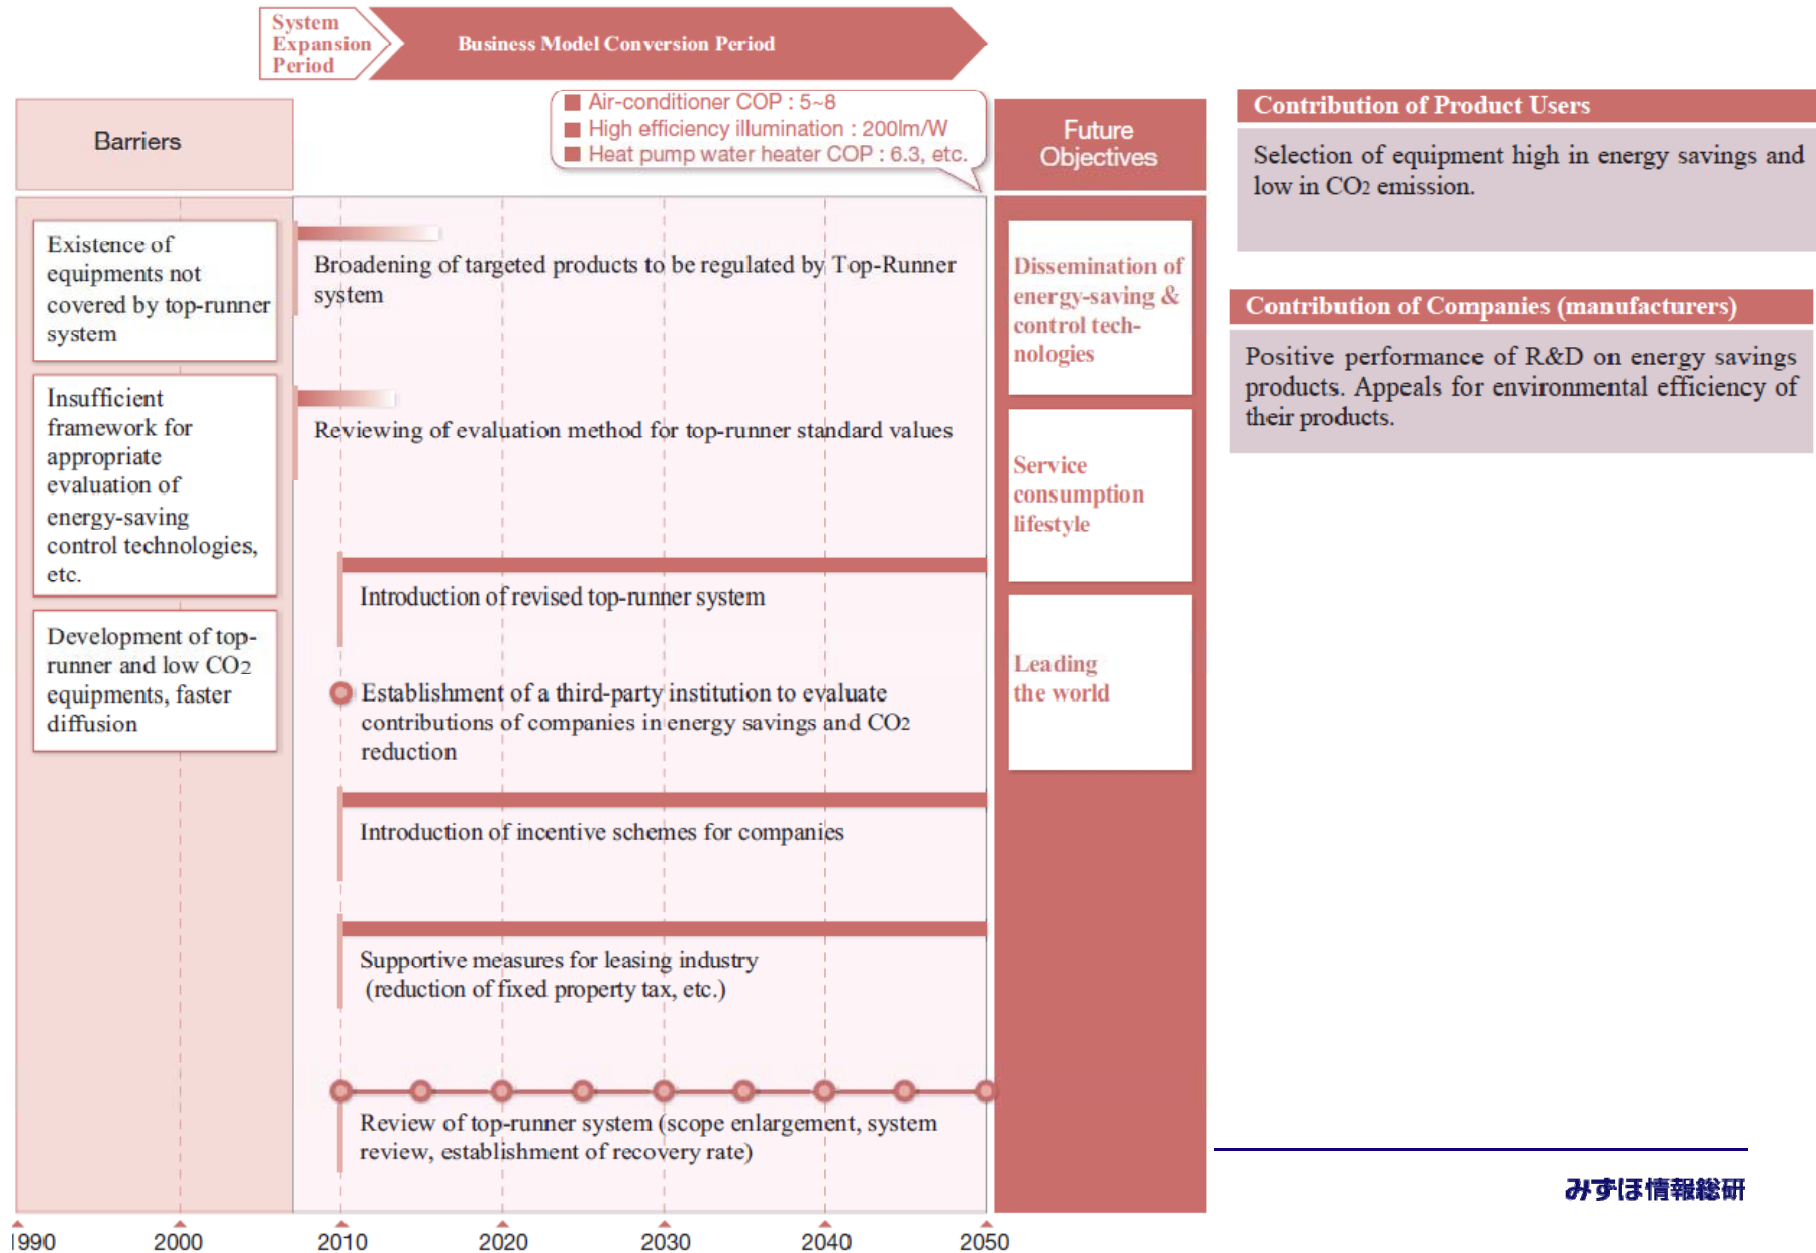 System
Expansion
Period
Business Model Conversion Period
Barriers
■ Air-conditioner COP : 5~8
■ High efficiency illumination : 200lm/W
■ Heat pump water heater COP : 6.3, etc.
Future
Objectives
Existence of
equipments not
covered by top-runner
system
Insufficient
framework for
appropriate
evaluation of
energy-saving
control technologies,
etc.
Development of top-
runner and low CO2
equipments, faster
diffusion
Broadening of targeted products to be regulated by Top-Runner
system
Reviewing of evaluation method for top-runner standard values
Introduction of revised top-runner system
Establishment of a third-party institution to evaluate
contributions of companies in energy savings and CO2
reduction
Introduction of incentive schemes for companies
Supportive measures for leasing industry
(reduction of fixed property tax, etc.)
Review of top-runner system (scope enlargement, system
review, establishment of recovery rate)
Dissemination of
energy-saving &
control tech-
nologies
Service
consumption
lifestyle
Leading
the world
1990 2000 2010 2020 2030 2040 2050
Contribution of Product Users
Selection of equipment high in energy savings and
low in CO2 emission.
Contribution of Companies (manufacturers)
Positive performance of R&D on energy savings
products. Appeals for environmental efficiency of
their products.
みずほ情報総研